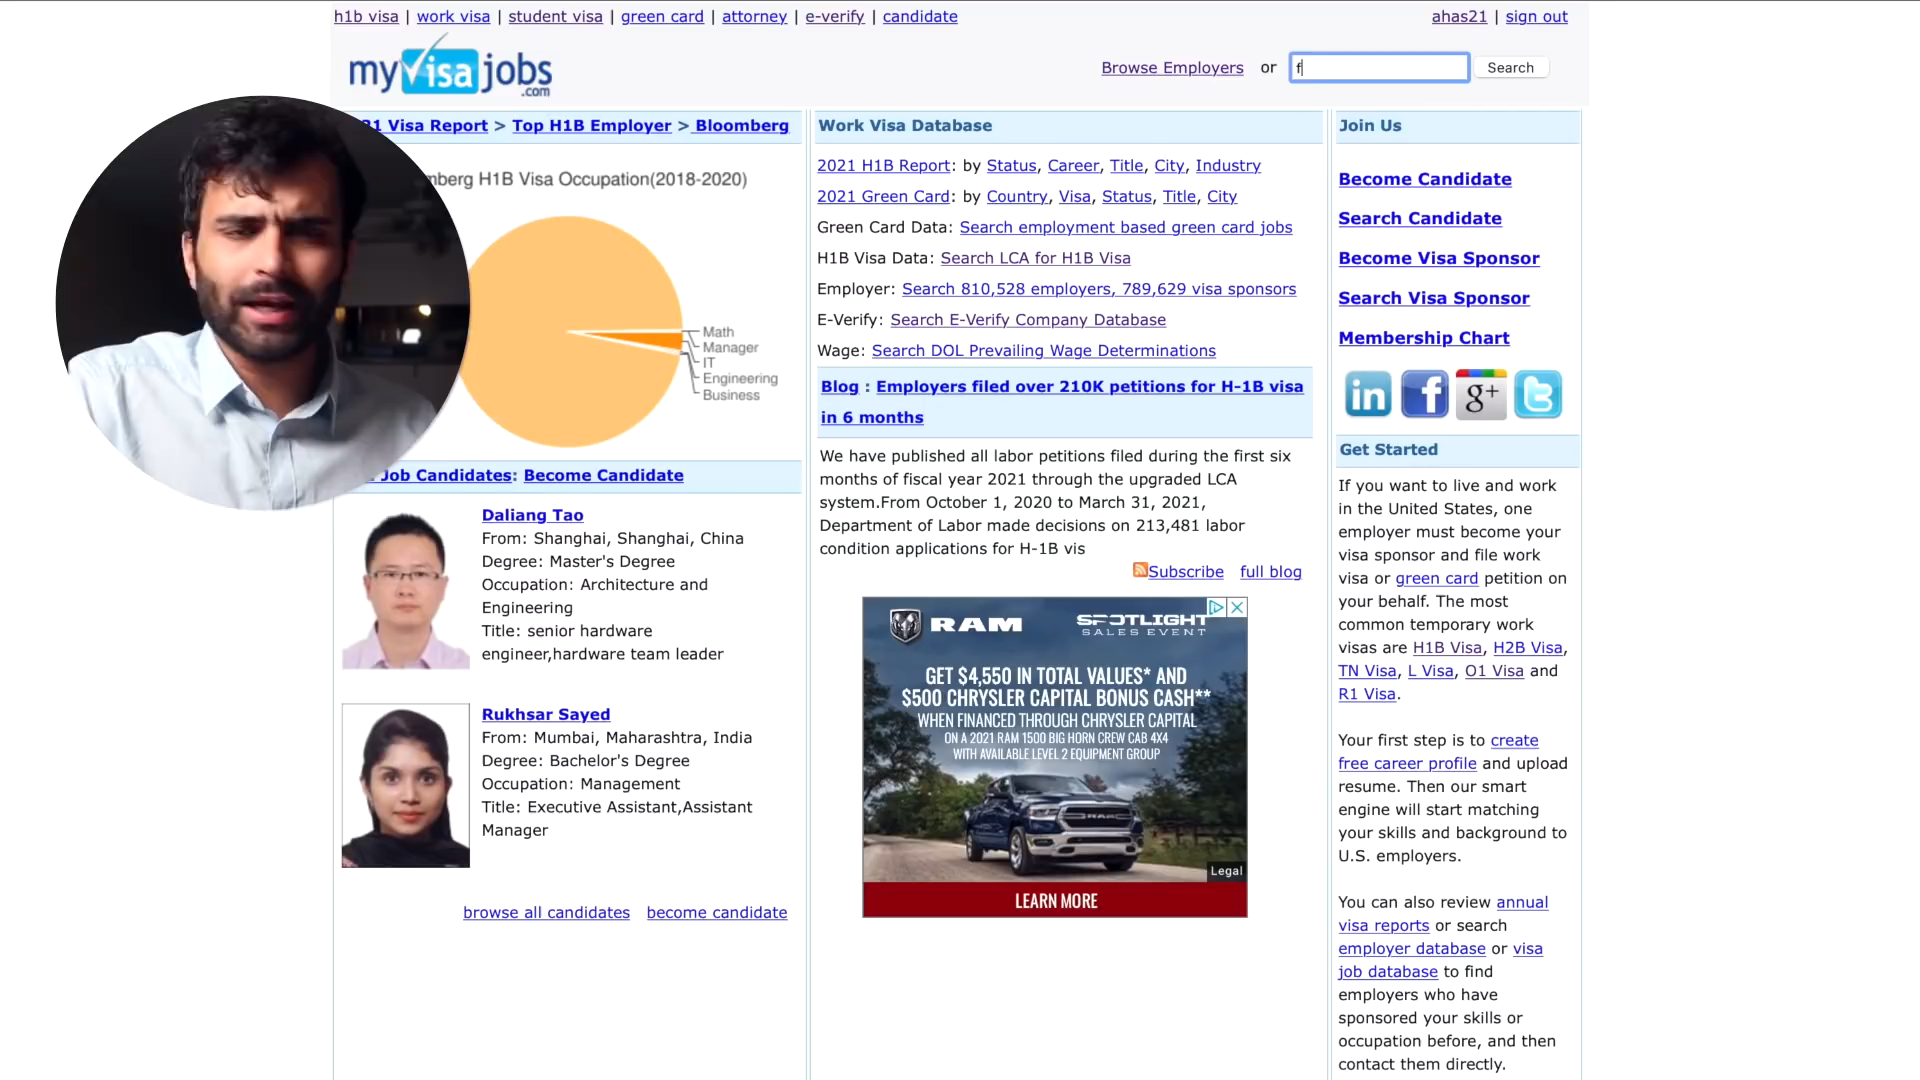 h1b visa | work visa | student visa | green card | attorney | e-verify | candidate
ahas21 | sign out
myVisajobs
.com
Browse Employers or f Search
1 Visa Report > Top H1B Employer > Bloomberg
mberg H1B Visa Occupation(2018-2020)
Math
Manager
IT
Engineering
Business
Job Candidates: Become Candidate
Daliang Tao
From: Shanghai, Shanghai, China
Degree: Master's Degree
Occupation: Architecture and
Engineering
Title: senior hardware
engineer,hardware team leader
Rukhsar Sayed
From: Mumbai, Maharashtra, India
Degree: Bachelor's Degree
Occupation: Management
Title: Executive Assistant,Assistant
Manager
browse all candidates become candidate
Work Visa Database
2021 H1B Report: by Status, Career, Title, City, Industry
2021 Green Card: by Country, Visa, Status, Title, City
Green Card Data: Search employment based green card jobs
H1B Visa Data: Search LCA for H1B Visa
Employer: Search 810,528 employers, 789,629 visa sponsors
E-Verify: Search E-Verify Company Database
Wage: Search DOL Prevailing Wage Determinations
Blog : Employers filed over 210K petitions for H-1B visa
in 6 months
We have published all labor petitions filed during the first six
months of fiscal year 2021 through the upgraded LCA
system.From October 1, 2020 to March 31, 2021,
Department of Labor made decisions on 213,481 labor
condition applications for H-1B vis
Subscribe full blog
RAM
SPOTLIGHT
SALES EVENT
GET $4,550 IN TOTAL VALUES* AND
$500 CHRYSLER CAPITAL BONUS CASH**
WHEN FINANCED THROUGH CHRYSLER CAPITAL
ON A 2021 RAM 1500 BIG HORN CREW CAB 4X4
WITH AVAILABLE LEVEL 2 EQUIPMENT GROUP
Legal
LEARN MORE
Join Us
Become Candidate
Search Candidate
Become Visa Sponsor
Search Visa Sponsor
Membership Chart
in f g+ t
Get Started
If you want to live and work
in the United States, one
employer must become your
visa sponsor and file work
visa or green card petition on
your behalf. The most
common temporary work
visas are H1B Visa, H2B Visa,
TN Visa, L Visa, O1 Visa and
R1 Visa.
Your first step is to create
free career profile and upload
resume. Then our smart
engine will start matching
your skills and background to
U.S. employers.
You can also review annual
visa reports or search
employer database or visa
job database to find
employers who have
sponsored your skills or
occupation before, and then
contact them directly.